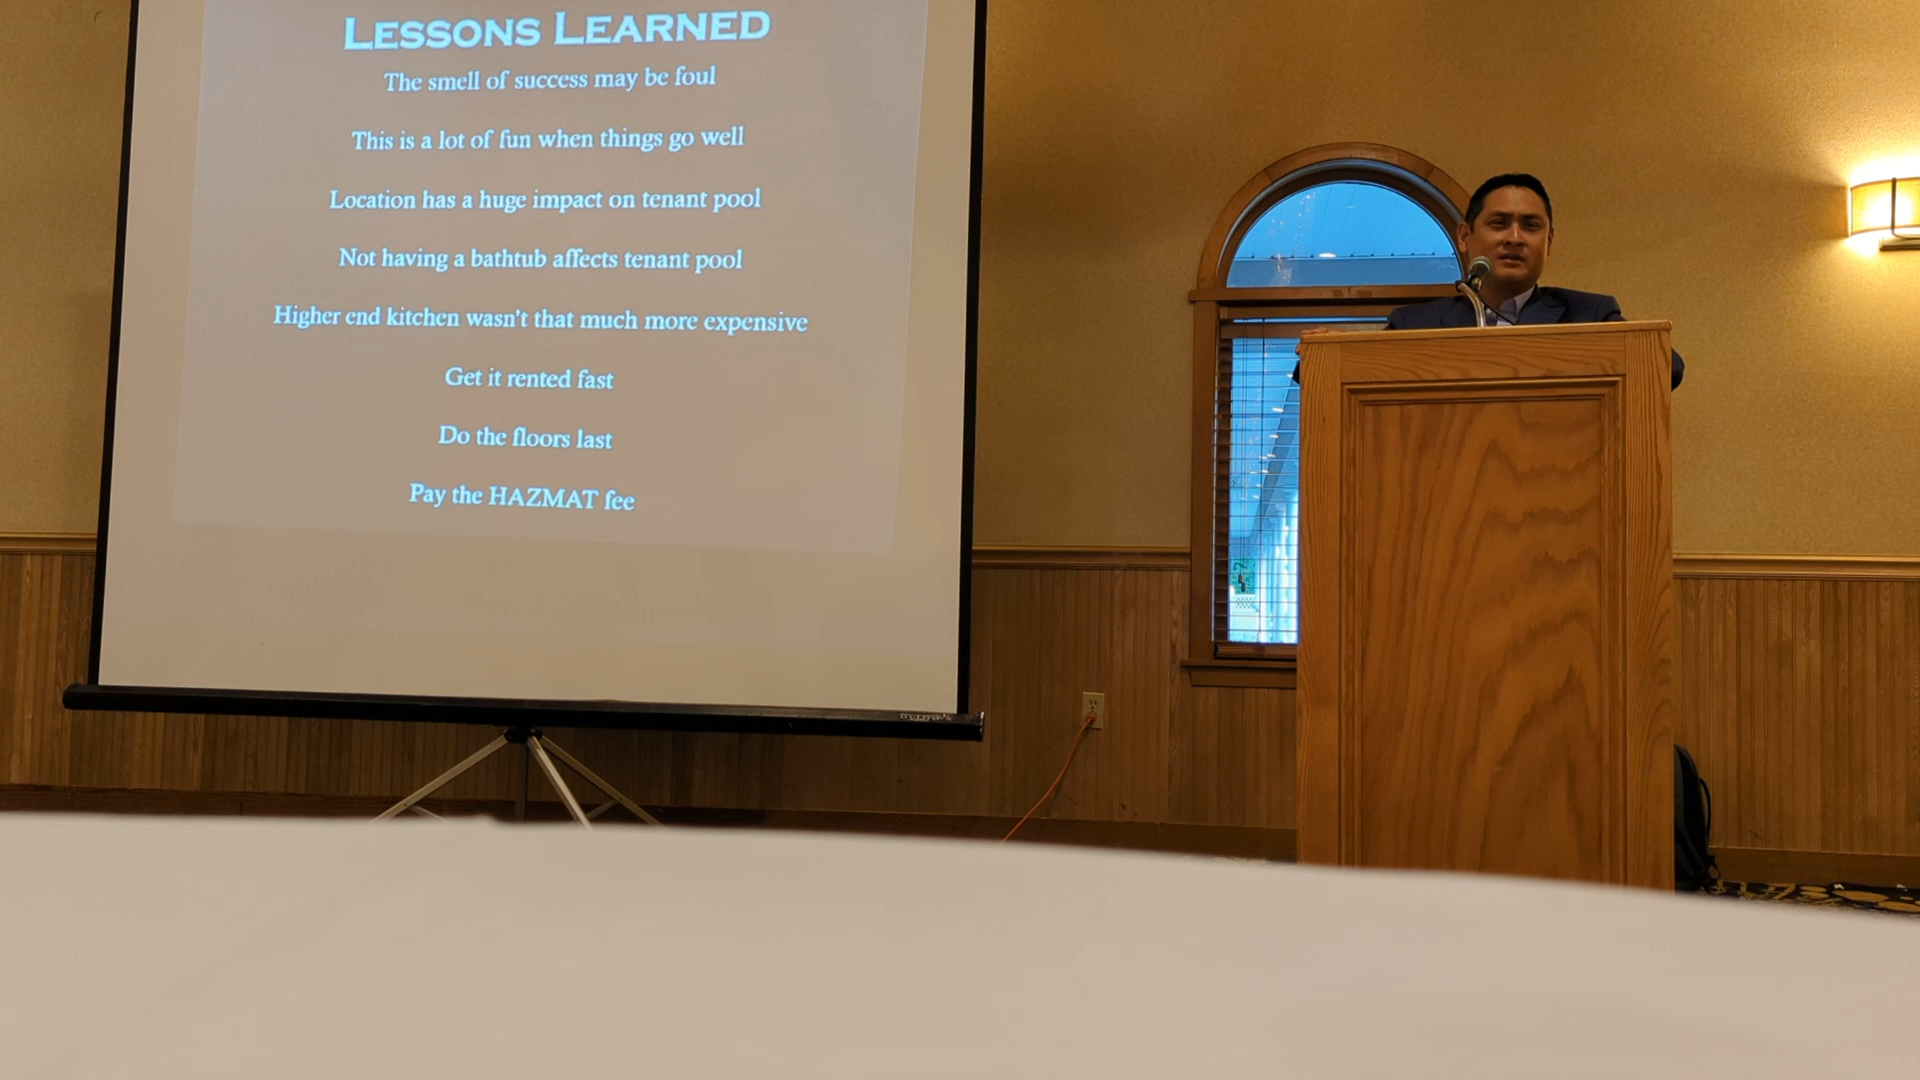 LESSONS LEARNED
The smell of success may be foul
This is a lot of fun when things go well
Location has a huge impact on tenant pool
Not having a bathtub affects tenant pool
Higher end kitchen wasn't that much more expensive
Get it rented fast
Do the floors last
Pay the HAZMAT fee